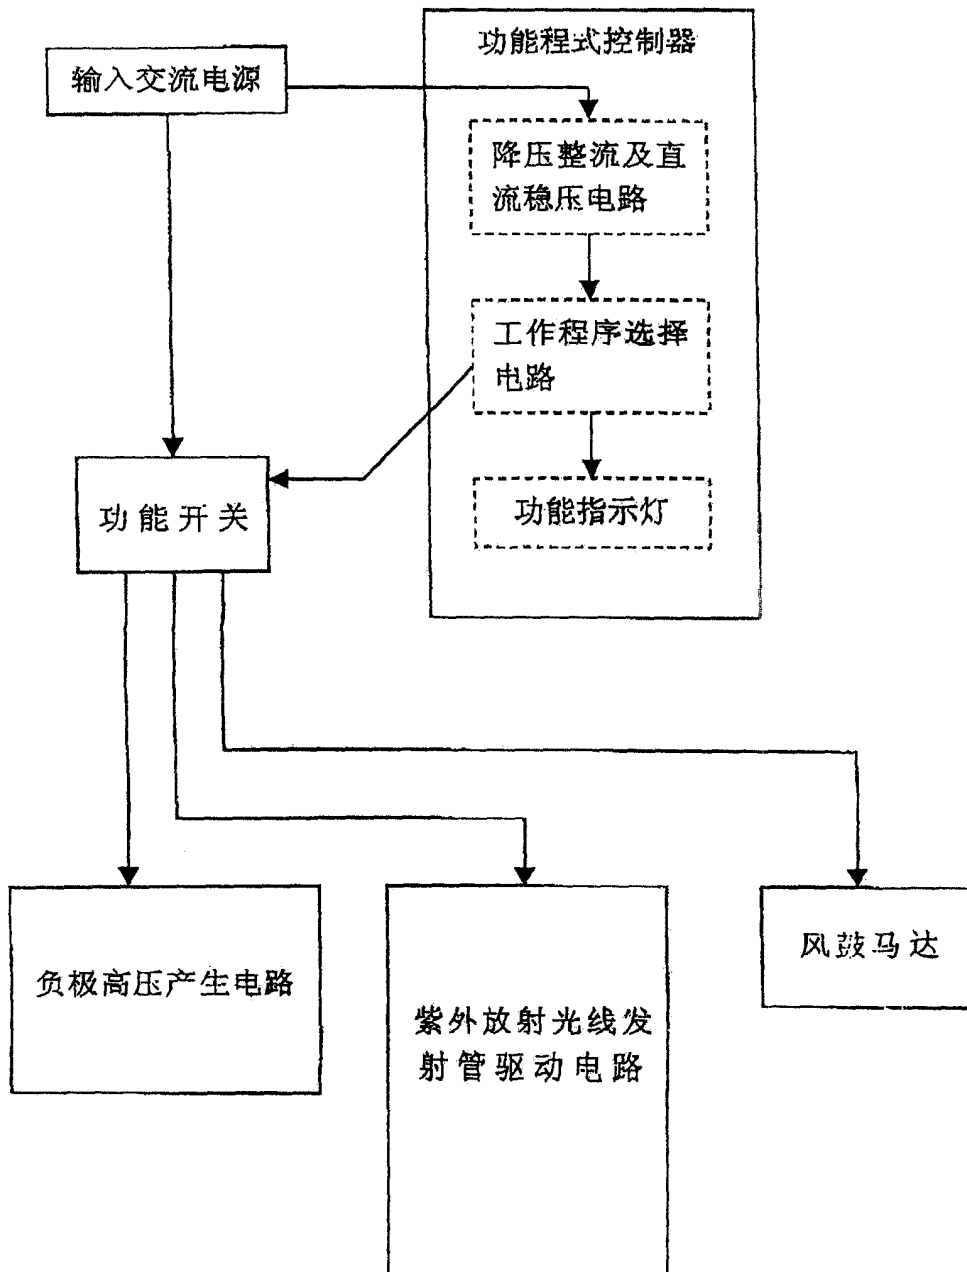 功能程式控制器
输入交流电源
降压整流及直
流稳压电路
工作程序选择
电路
功能指示灯
功能开关
负极高压产生电路
紫外放射光线发
射管驱动电路
风鼓马达